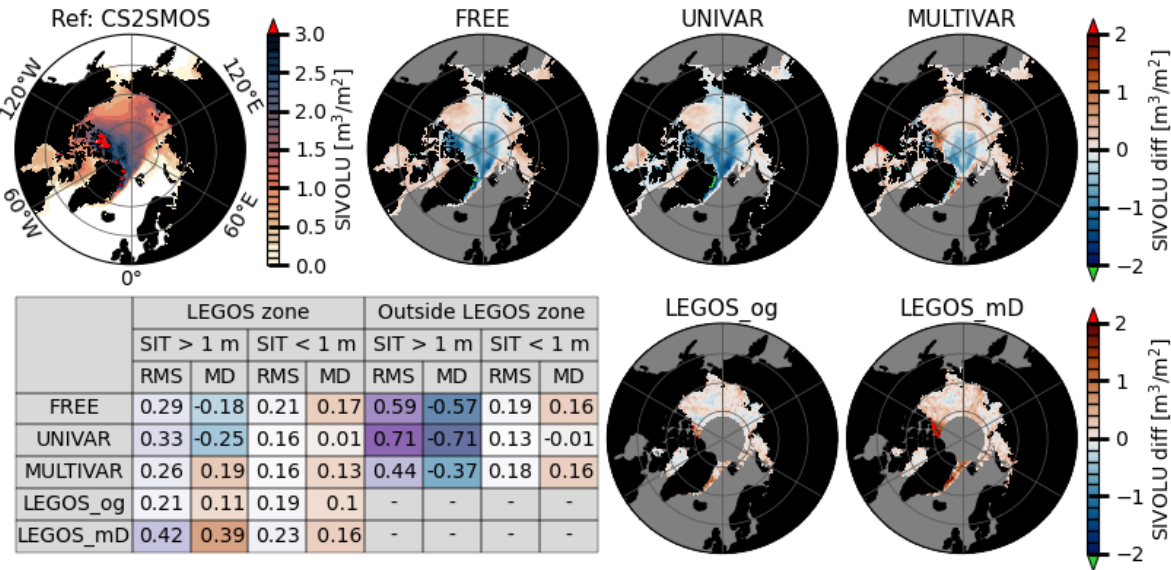 Ref: CS2SMOS
FREE
UNIVAR
MULTIVAR
120°W
120°E
60°W
60°E
0°
3.0
2.5
2.0
1.5
1.0
0.5
0.0
SIVOLU [m³/m²]
2
1
0
−1
−2
SIVOLU diff [m³/m²]
LEGOS zone Outside LEGOS zone
SIT > 1 m SIT < 1 m SIT > 1 m SIT < 1 m
RMS MD RMS MD RMS MD RMS MD
FREE 0.29 -0.18 0.21 0.17 0.59 -0.57 0.19 0.16
UNIVAR 0.33 -0.25 0.16 0.01 0.71 -0.71 0.13 -0.01
MULTIVAR 0.26 0.19 0.16 0.13 0.44 -0.37 0.18 0.16
LEGOS_og 0.21 0.11 0.19 0.1 - - - -
LEGOS_mD 0.42 0.39 0.23 0.16 - - - -
LEGOS_og
LEGOS_mD
2
1
0
−1
−2
SIVOLU diff [m³/m²]